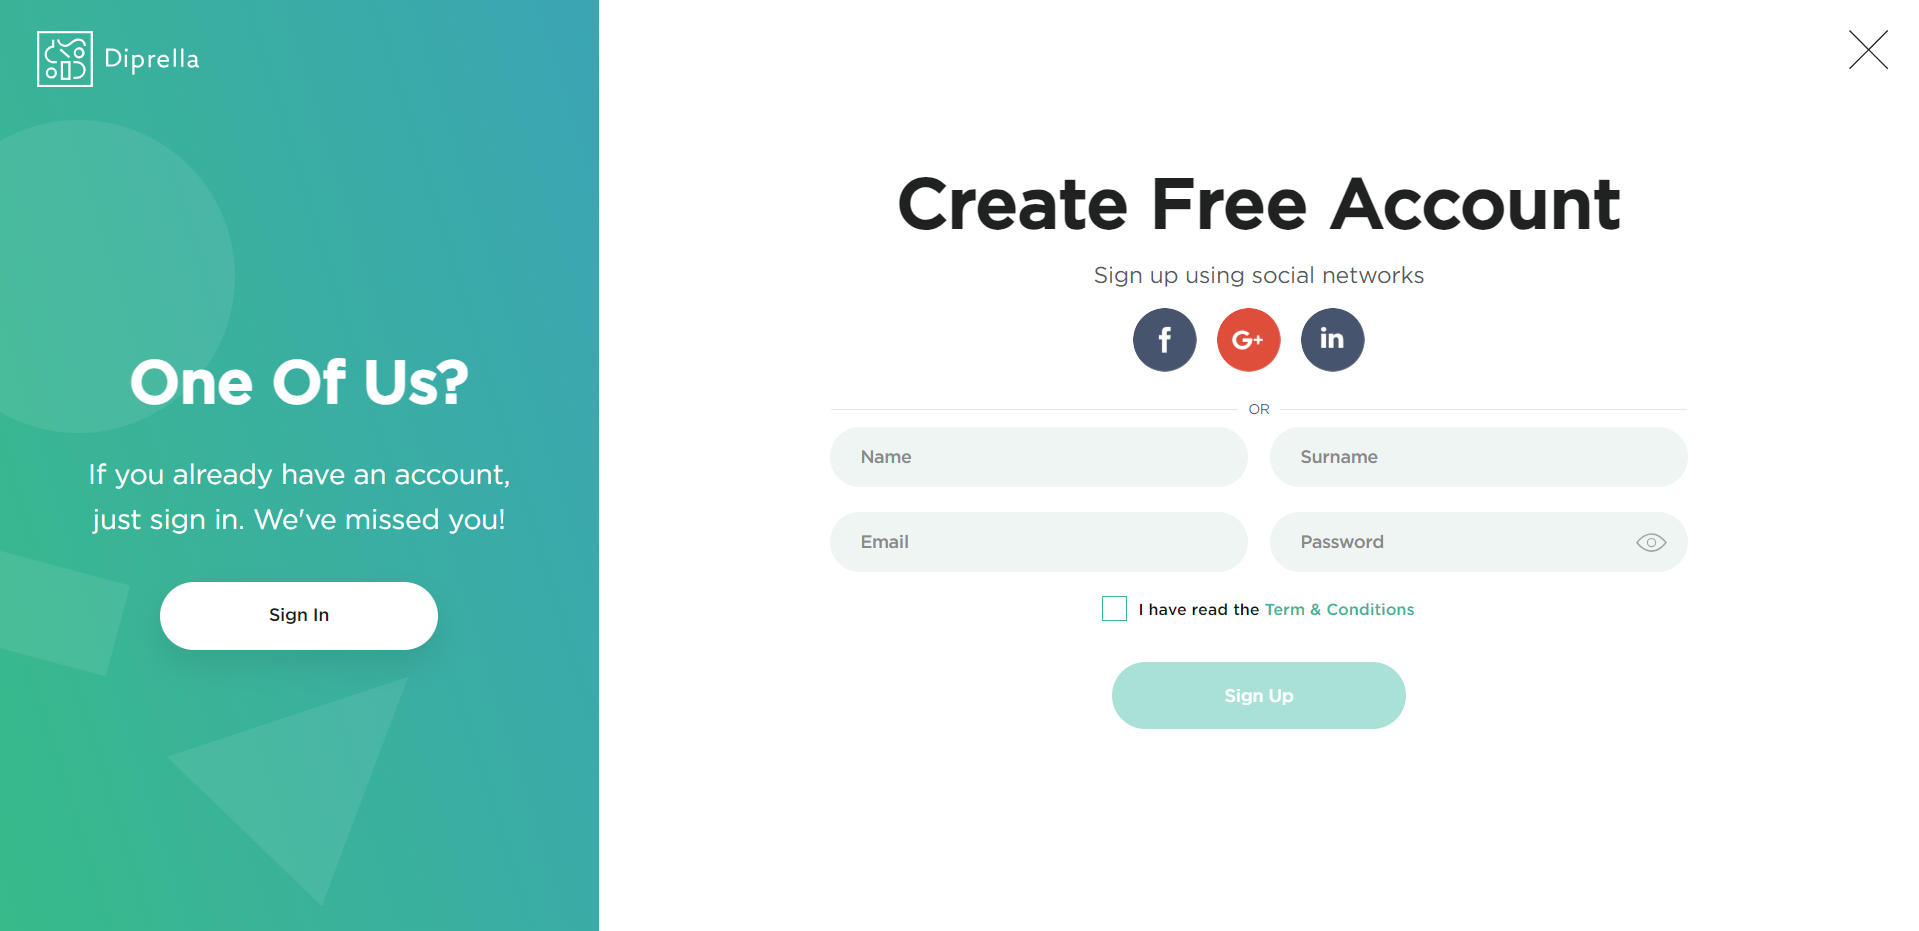 Diprella
One Of Us?
If you already have an account,
just sign in. We've missed you!
Sign In
Create Free Account
Sign up using social networks
f G+ in
OR
Name
Surname
Email
Password
I have read the Term & Conditions
Sign Up